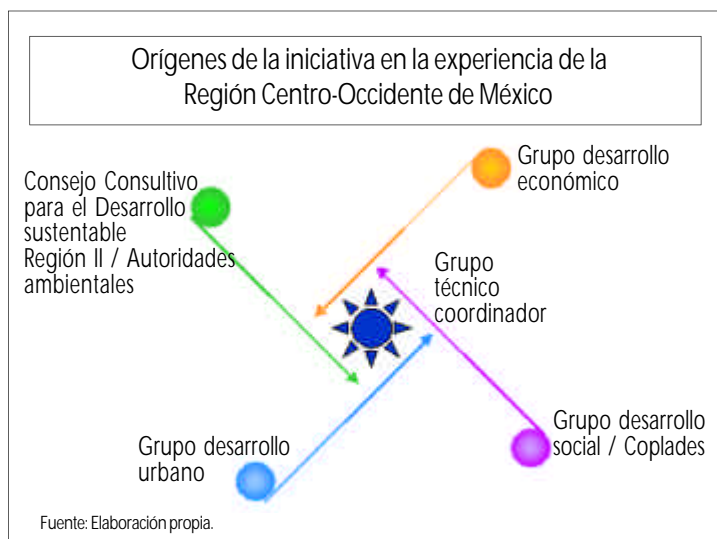 Orígenes de la iniciativa en la experiencia de la
Región Centro-Occidente de México
Consejo Consultivo
para el Desarrollo
sustentable
Región II / Autoridades
ambientales
Grupo desarrollo
económico
Grupo
técnico
coordinador
Grupo desarrollo
urbano
Grupo desarrollo
social / Coplades
Fuente: Elaboración propia.